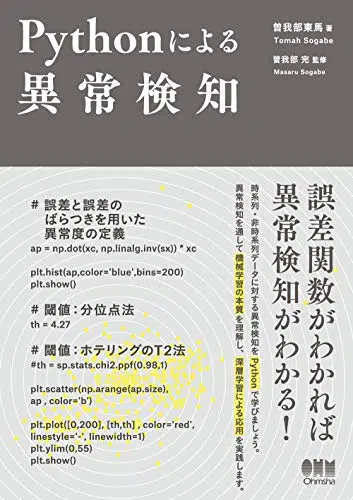 Pythonによる
異常検知
曽我部東馬 著
Tomah Sogabe
曽我部 完 監修
Masaru Sogabe
誤差関数がわかれば
異常検知がわかる!
時系列・非時系列データに対する異常検知をPythonで学びましょう。
異常検知を通して機械学習の本質を理解し、深層学習による応用を実践します。
# 誤差と誤差の
ばらつきを用いた
異常度の定義
ap = np.dot(xc, np.linalg.inv(sx)) * xc
plt.hist(ap,color='blue',bins=200)
plt.show()
# 閾値:分位点法
th = 4.27
# 閾値:ホテリングのT2法
#th = sp.stats.chi2.ppf(0.98,1)
plt.scatter(np.arange(ap.size),
ap , color='b')
plt.plot([0,200], [th,th] , color='red',
linestyle='-', linewidth=1)
plt.ylim(0,55)
plt.show()
Ohmsha